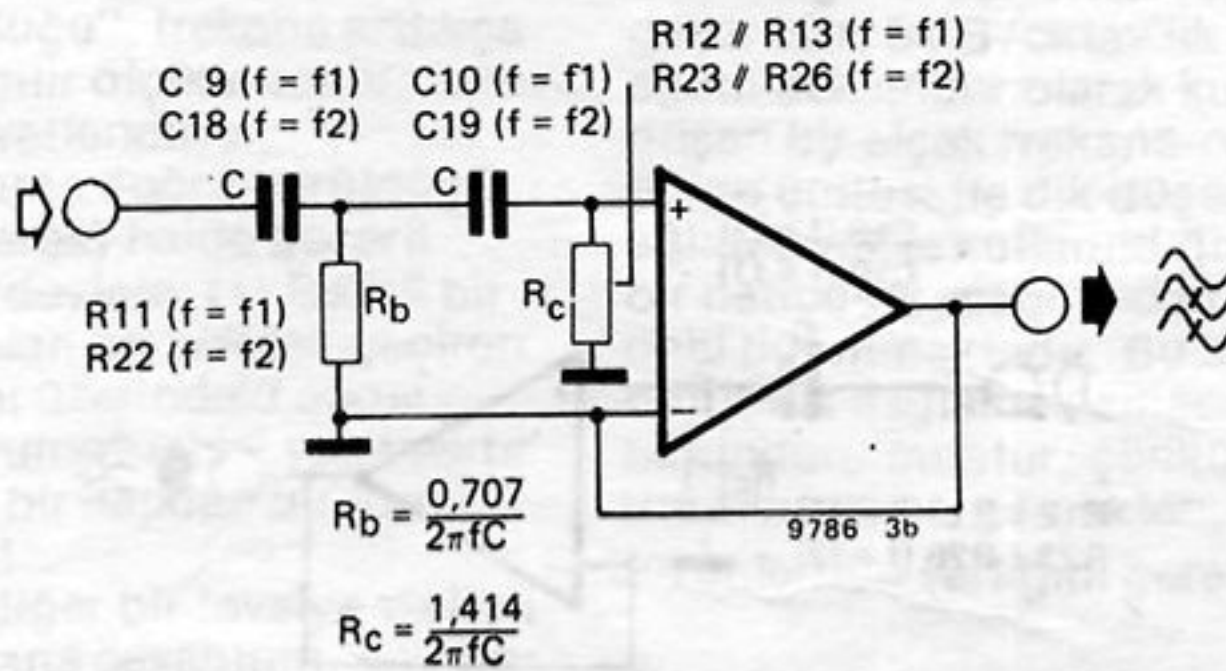 R12 // R13 (f = f1)
R23 // R26 (f = f2)
C 9 (f = f1)
C18 (f = f2)
C10 (f = f1)
C19 (f = f2)
C
C
+
R11 (f = f1)
R22 (f = f2)
Rb
Rc
−
Rb = 0,707 / 2πfC
9786 3b
Rc = 1,414 / 2πfC